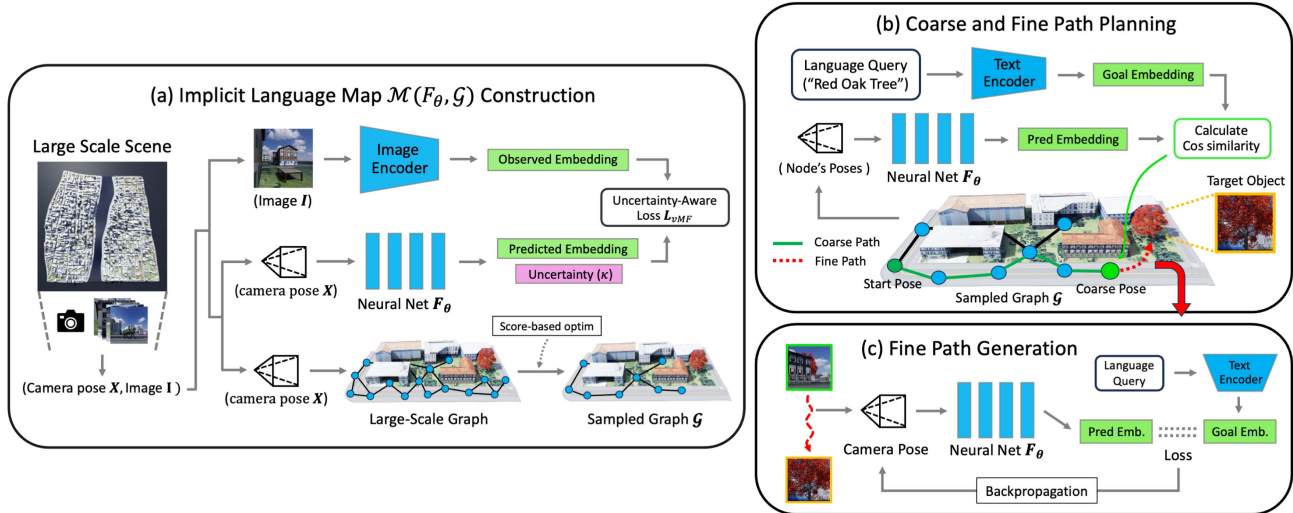 (a) Implicit Language Map 𝓜(F_θ, 𝓖) Construction
Large Scale Scene
(Camera pose X, Image I)
(Image I)
Image
Encoder
Observed Embedding
Uncertainty-Aware
Loss L_vMF
(camera pose X)
Neural Net F_θ
Predicted Embedding
Uncertainty (κ)
(camera pose X)
Large-Scale Graph
Score-based optim
Sampled Graph 𝓖
(b) Coarse and Fine Path Planning
Language Query
(“Red Oak Tree”)
Text
Encoder
Goal Embedding
( Node's Poses )
Neural Net F_θ
Pred Embedding
Calculate
Cos similarity
Target Object
Coarse Path
Fine Path
Start Pose
Sampled Graph 𝓖
Coarse Pose
(c) Fine Path Generation
Language
Query
Text
Encoder
Camera Pose
Neural Net F_θ
Pred Emb.
Goal Emb.
Loss
Backpropagation